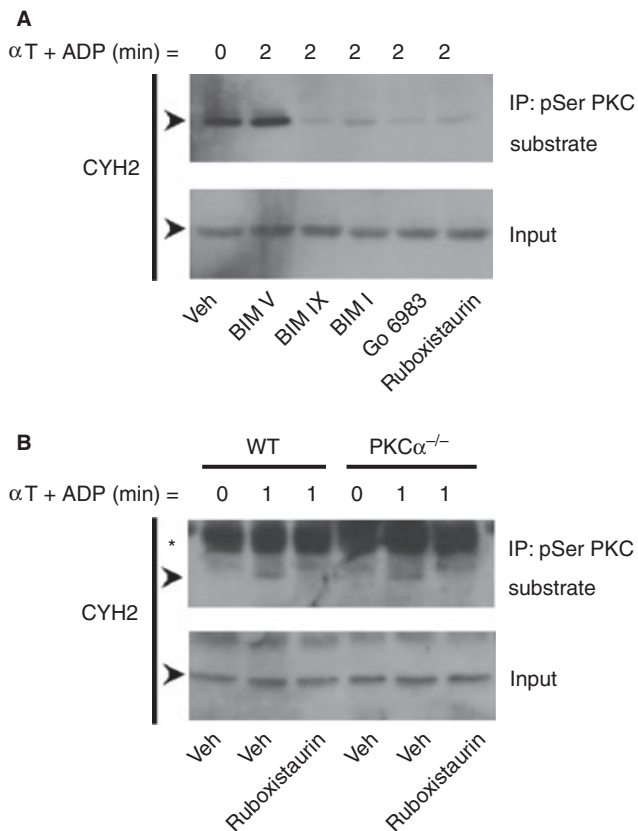 A
αT + ADP (min) = 0 2 2 2 2 2
CYH2
IP: pSer PKC
substrate
Input
Veh BIM V BIM IX BIM I Go 6983 Ruboxistaurin
B
WT PKCα−/−
αT + ADP (min) = 0 1 1 0 1 1
*
CYH2
IP: pSer PKC
substrate
Input
Veh Veh Ruboxistaurin Veh Veh Ruboxistaurin